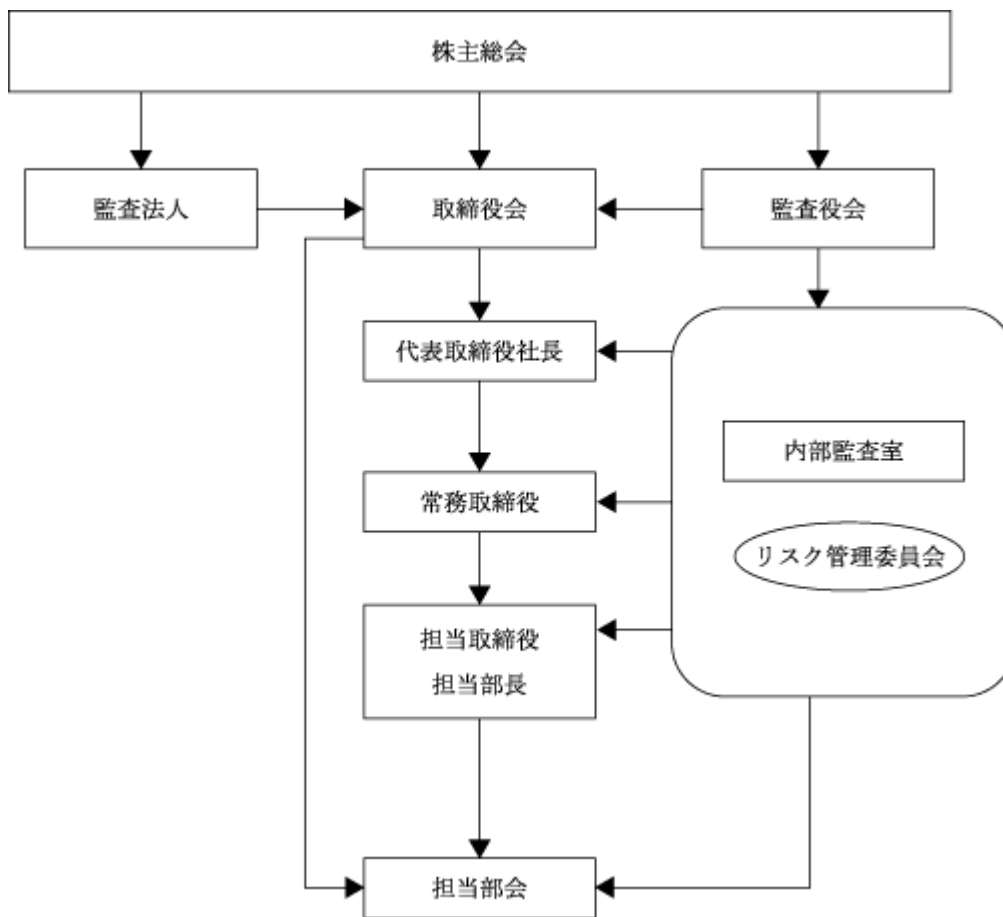 株主総会
監査法人
取締役会
監査役会
代表取締役社長
内部監査室
常務取締役
リスク管理委員会
担当取締役
担当部長
担当部会